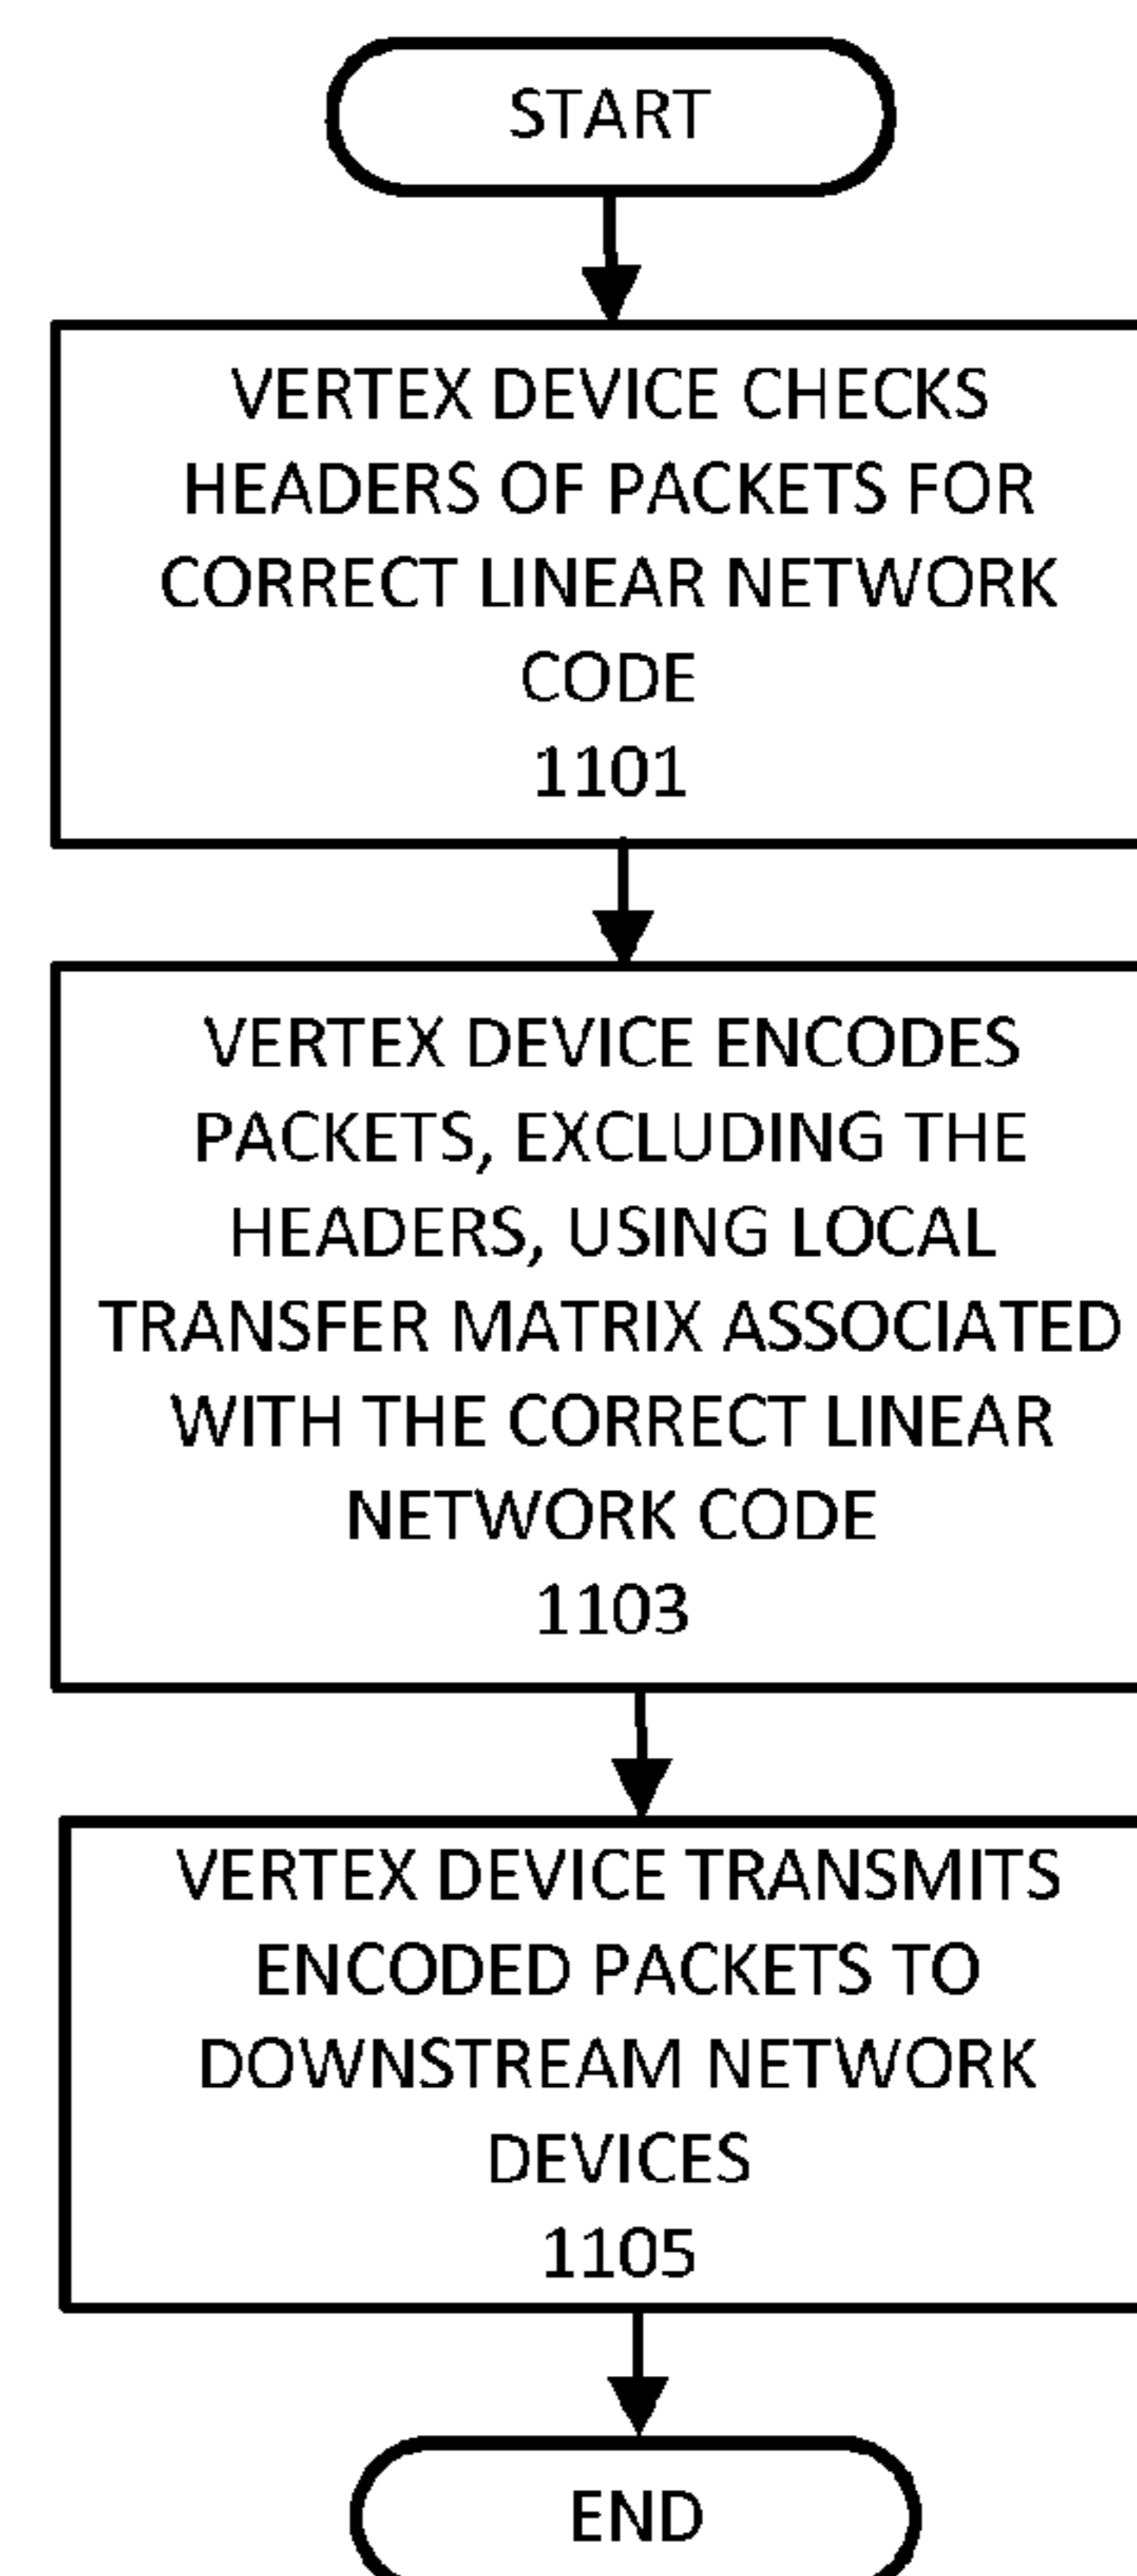 START
VERTEX DEVICE CHECKS
HEADERS OF PACKETS FOR
CORRECT LINEAR NETWORK
CODE
1101
VERTEX DEVICE ENCODES
PACKETS, EXCLUDING THE
HEADERS, USING LOCAL
TRANSFER MATRIX ASSOCIATED
WITH THE CORRECT LINEAR
NETWORK CODE
1103
VERTEX DEVICE TRANSMITS
ENCODED PACKETS TO
DOWNSTREAM NETWORK
DEVICES
1105
END